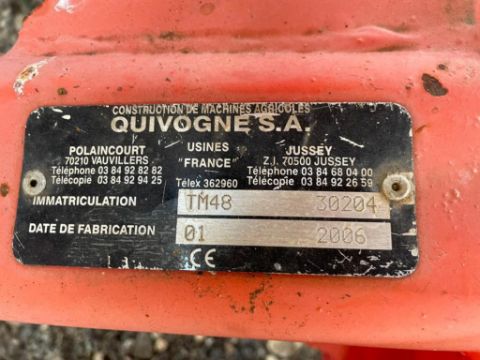 CONSTRUCTION DE MACHINES AGRICOLES
QUIVOGNE S.A.
POLAINCOURT USINES JUSSEY
70210 VAUVILLERS "FRANCE" Z.I. 70500 JUSSEY
Téléphone 03 84 92 82 82 Téléphone 03 84 68 04 00
Télécopie 03 84 92 94 25 Télex 362960 Télécopie 03 84 92 26 59
IMMATRICULATION TM48 30204
DATE DE FABRICATION 01 2006
CE